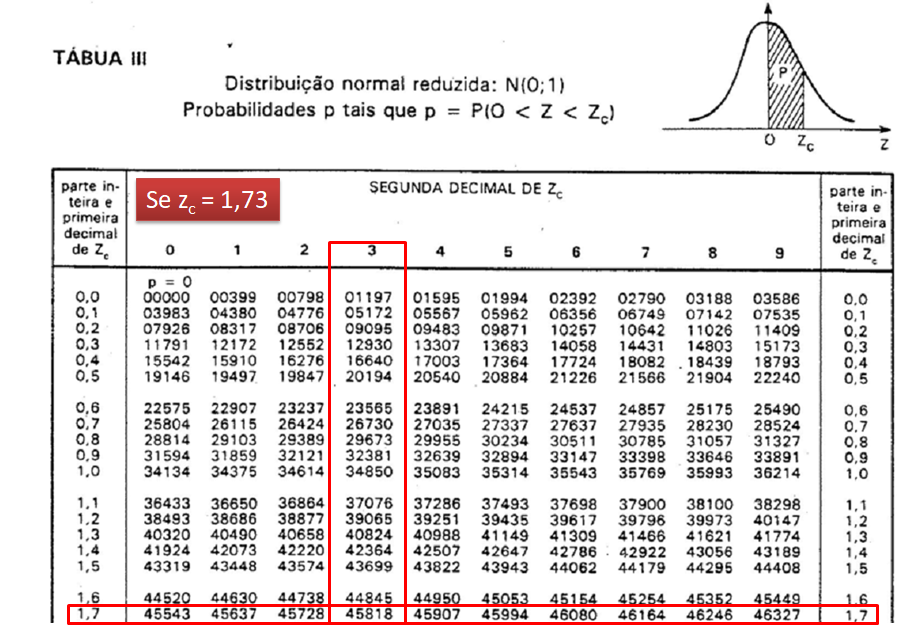 TÁBUA III
Distribuição normal reduzida: N(0;1)
Probabilidades p tais que p = P(0 < Z < Zc)
P
0 Zc Z
parte in-
teira e
primeira
decimal
de Zc
Se zc = 1,73
SEGUNDA DECIMAL DE Zc
parte in-
teira e
primeira
decimal
de Zc
0 1 2 3 4 5 6 7 8 9
p = 0
0,0 00000 00399 00798 01197 01595 01994 02392 02790 03188 03586 0,0
0,1 03983 04380 04776 05172 05567 05962 06356 06749 07142 07535 0,1
0,2 07926 08317 08706 09095 09483 09871 10257 10642 11026 11409 0,2
0,3 11791 12172 12552 12930 13307 13683 14058 14431 14803 15173 0,3
0,4 15542 15910 16276 16640 17003 17364 17724 18082 18439 18793 0,4
0,5 19146 19497 19847 20194 20540 20884 21226 21566 21904 22240 0,5
0,6 22575 22907 23237 23565 23891 24215 24537 24857 25175 25490 0,6
0,7 25804 26115 26424 26730 27035 27337 27637 27935 28230 28524 0,7
0,8 28814 29103 29389 29673 29955 30234 30511 30785 31057 31327 0,8
0,9 31594 31859 32121 32381 32639 32894 33147 33398 33646 33891 0,9
1,0 34134 34375 34614 34850 35083 35314 35543 35769 35993 36214 1,0
1,1 36433 36650 36864 37076 37286 37493 37698 37900 38100 38298 1,1
1,2 38493 38686 38877 39065 39251 39435 39617 39796 39973 40147 1,2
1,3 40320 40490 40658 40824 40988 41149 41309 41466 41621 41774 1,3
1,4 41924 42073 42220 42364 42507 42647 42786 42922 43056 43189 1,4
1,5 43319 43448 43574 43699 43822 43943 44062 44179 44295 44408 1,5
1,6 44520 44630 44738 44845 44950 45053 45154 45254 45352 45449 1,6
1,7 45543 45637 45728 45818 45907 45994 46080 46164 46246 46327 1,7